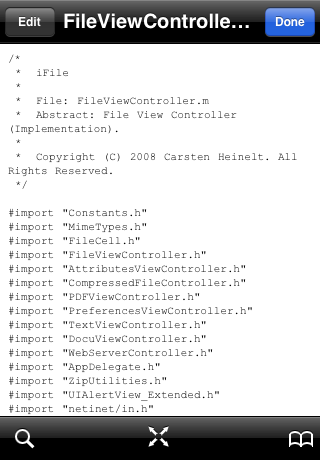 Edit
FileViewControlle...
Done
/*
 *  iFile
 *
 *  File: FileViewController.m
 *  Abstract: File View Controller
(Implementation).
 *
 *  Copyright (C) 2008 Carsten Heinelt. All
Rights Reserved.
 */
#import "Constants.h"
#import "MimeTypes.h"
#import "FileCell.h"
#import "FileViewController.h"
#import "AttributesViewController.h"
#import "CompressedFileController.h"
#import "PDFViewController.h"
#import "PreferencesViewController.h"
#import "TextViewController.h"
#import "DocuViewController.h"
#import "WebServerController.h"
#import "AppDelegate.h"
#import "ZipUtilities.h"
#import "UIAlertView_Extended.h"
#import "netinet/in.h"